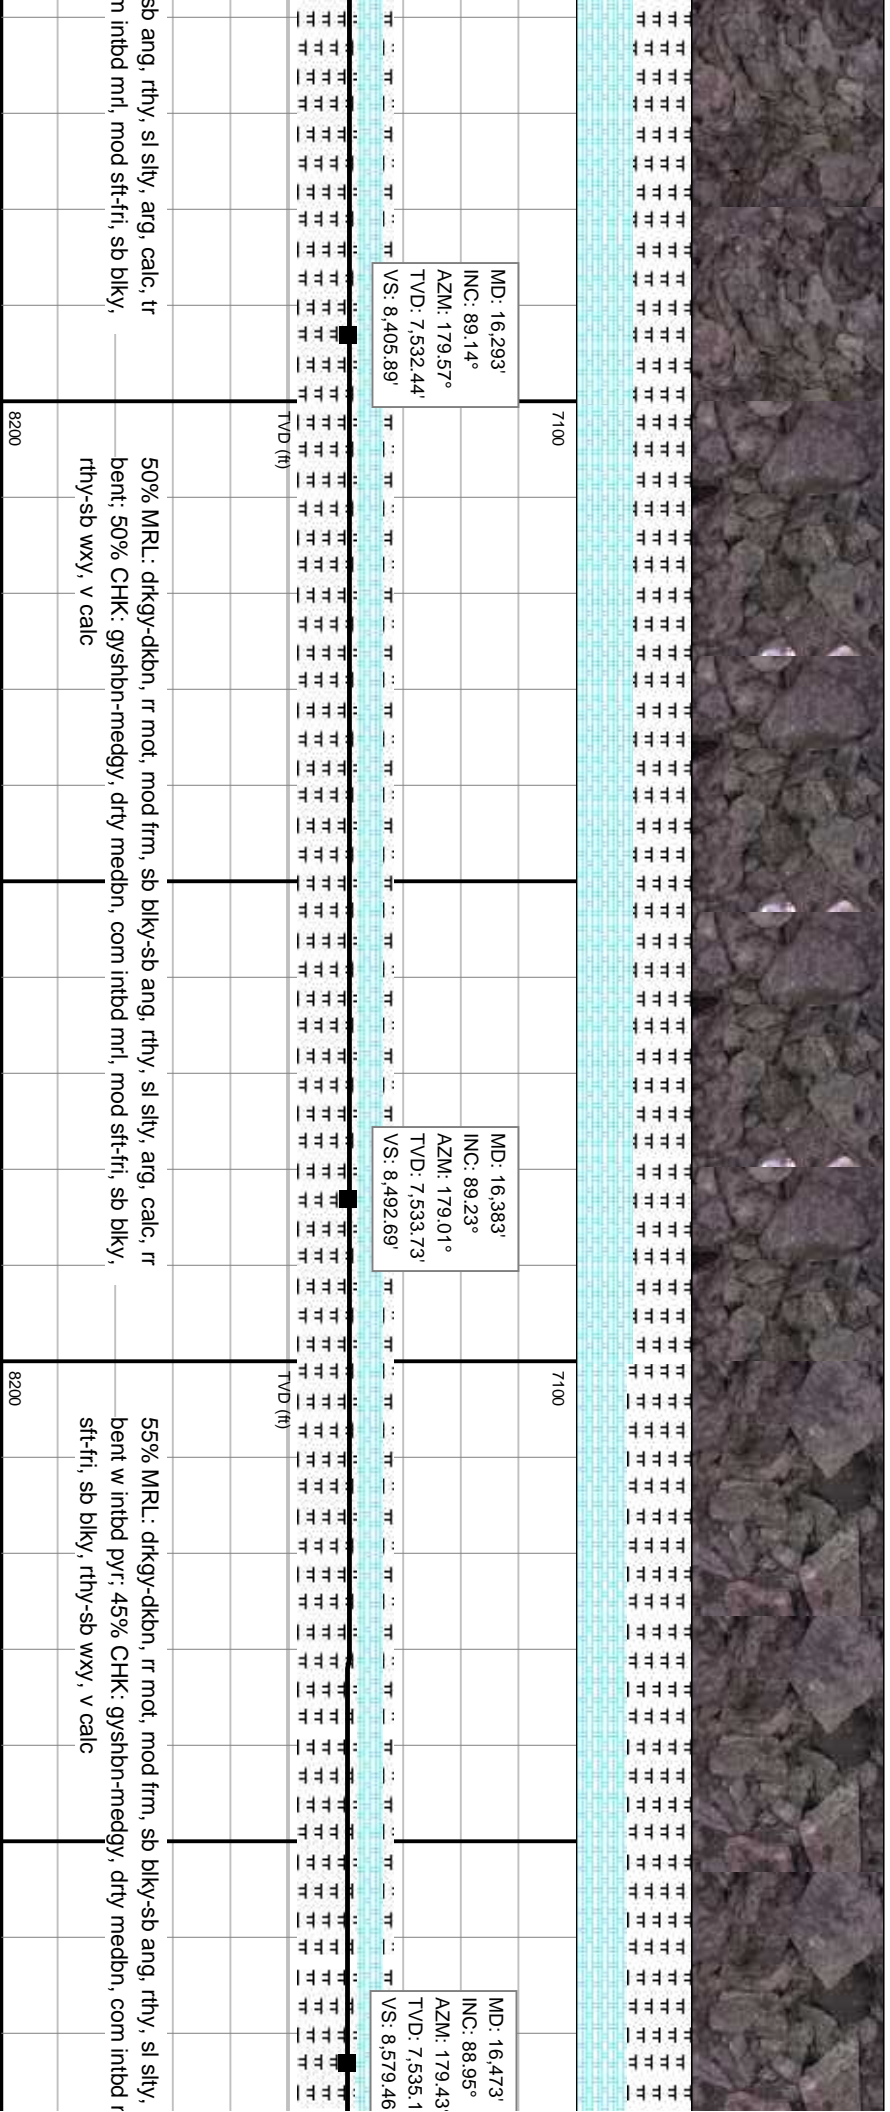 sb ang, rthy, sl slty, arg, calc, tr
intbd mrl, mod sft-fri, sb blky,
MD: 16,293'
INC: 89.14°
AZM: 179.57°
TVD: 7,532.44'
VS: 8,405.89'
7100
TVD (ft)
8200
50% MRL: drkgy-dkbn, rr mot, mod frm, sb blky-sb ang, rthy, sl slty, arg, calc, rr
bent; 50% CHK: gyshbn-medgy, drty medbn, com intbd mrl, mod sft-fri, sb blky,
rthy-sb wxy, v calc
MD: 16,383'
INC: 89.23°
AZM: 179.01°
TVD: 7,533.73'
VS: 8,492.69'
7100
TVD (ft)
8200
55% MRL: drkgy-dkbn, rr mot, mod frm, sb blky-sb ang, rthy, sl slty,
bent w intbd pyr; 45% CHK: gyshbn-medgy, drty medbn, com intbd
sft-fri, sb blky, rthy-sb wxy, v calc
MD: 16,473'
INC: 88.95°
AZM: 179.43°
TVD: 7,535.1
VS: 8,579.46